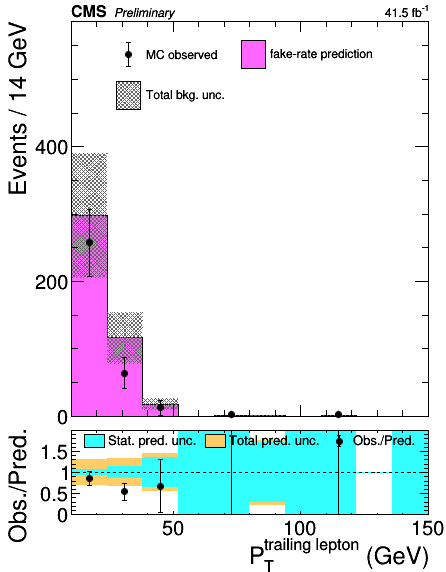 CMS Preliminary 41.5 fb⁻¹
MC observed fake-rate prediction
Total bkg. unc.
Events / 14 GeV
400
200
0
Stat. pred. unc. Total pred. unc. Obs./Pred.
Obs./Pred.
1.5
1
0.5
0
50 100 150
P_T^trailing lepton (GeV)